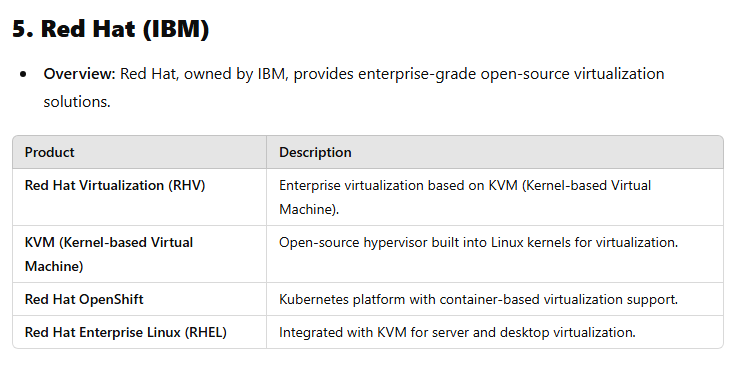 5. Red Hat (IBM)
• Overview: Red Hat, owned by IBM, provides enterprise-grade open-source virtualization
solutions.
Product Description
Red Hat Virtualization (RHV) Enterprise virtualization based on KVM (Kernel-based Virtual
Machine).
KVM (Kernel-based Virtual
Machine) Open-source hypervisor built into Linux kernels for virtualization.
Red Hat OpenShift Kubernetes platform with container-based virtualization support.
Red Hat Enterprise Linux (RHEL) Integrated with KVM for server and desktop virtualization.